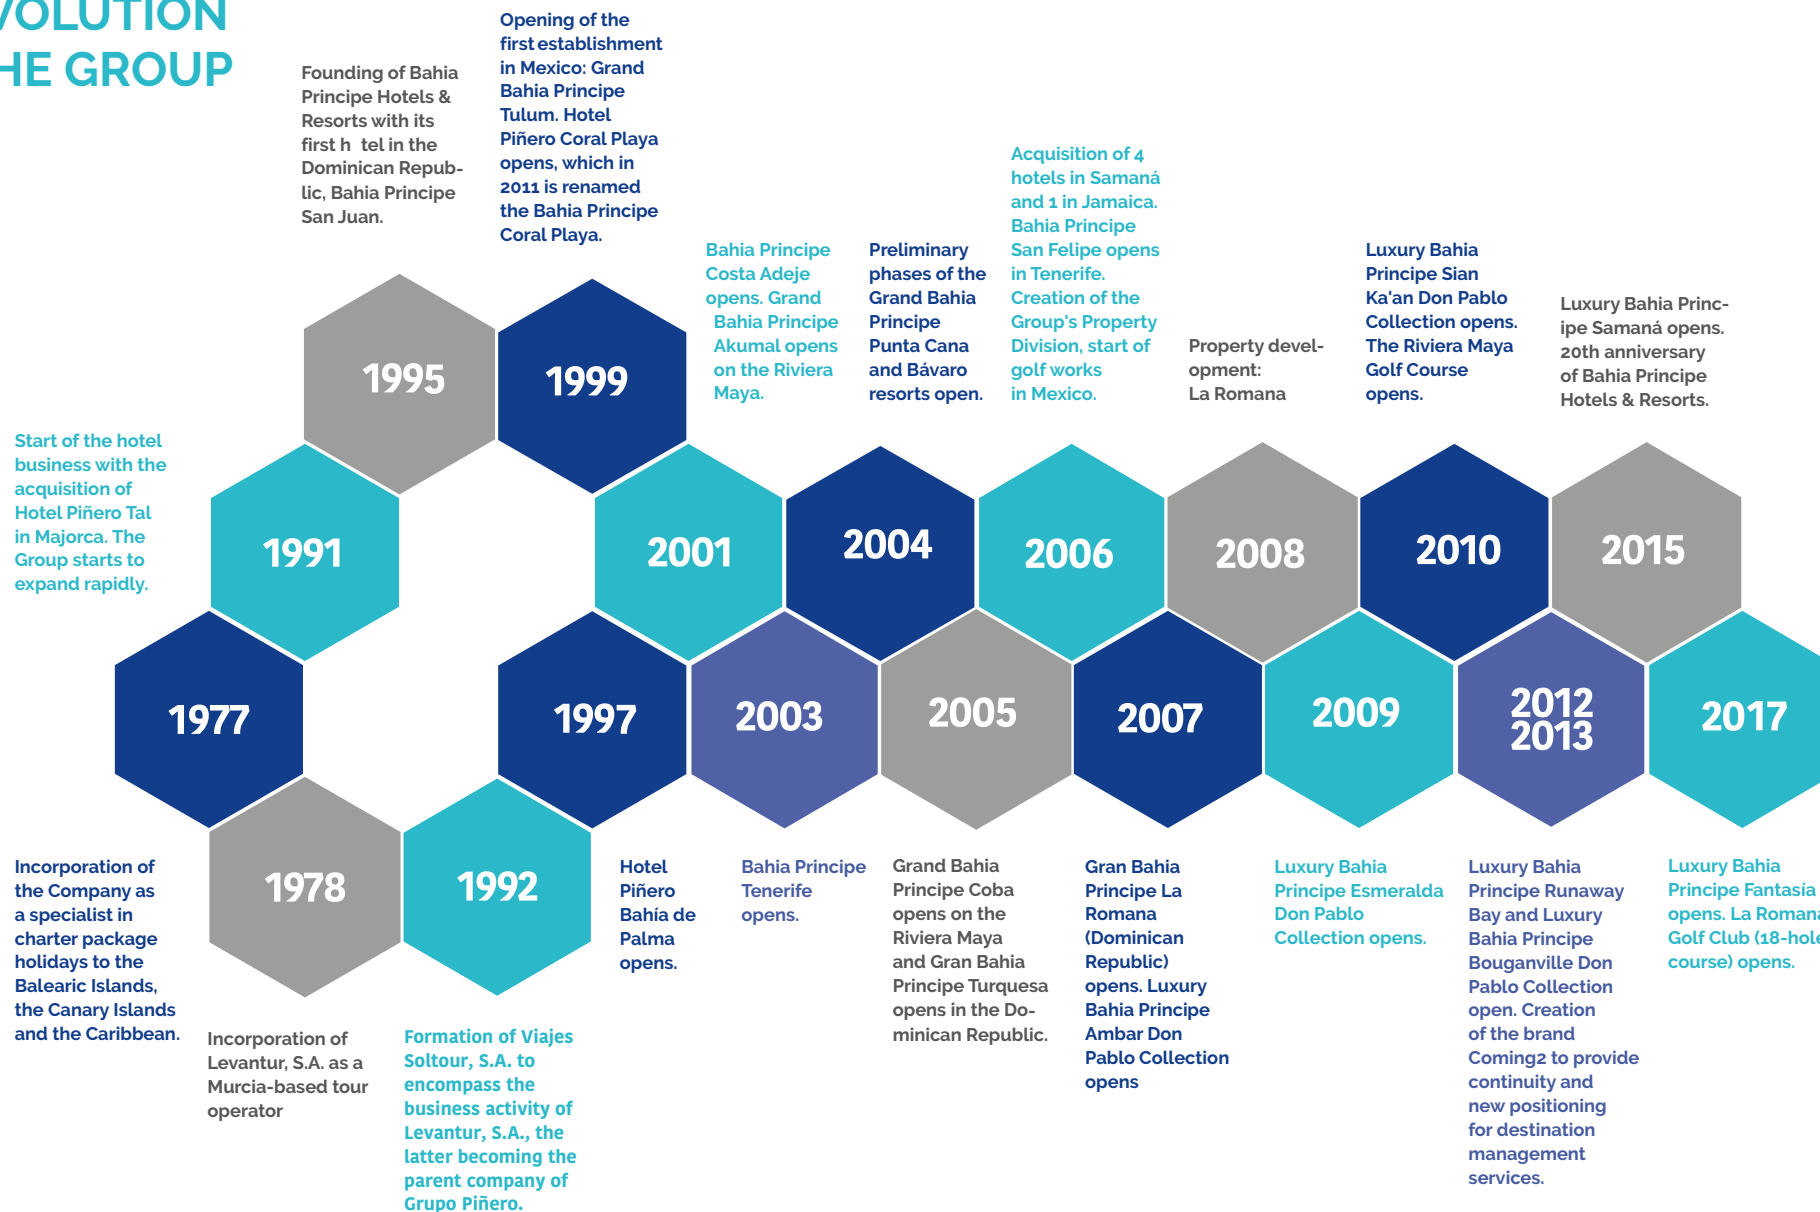 VOLUTION
HE GROUP
Founding of Bahia
Principe Hotels &
Resorts with its
first h tel in the
Dominican Repub-
lic, Bahia Principe
San Juan.
Opening of the
first establishment
in Mexico: Grand
Bahia Principe
Tulum. Hotel
Piñero Coral Playa
opens, which in
2011 is renamed
the Bahia Principe
Coral Playa.
Bahia Principe
Costa Adeje
opens. Grand
Bahia Principe
Akumal opens
on the Riviera
Maya.
Preliminary
phases of the
Grand Bahia
Principe
Punta Cana
and Bávaro
resorts open.
Acquisition of 4
hotels in Samaná
and 1 in Jamaica.
Bahia Principe
San Felipe opens
in Tenerife.
Creation of the
Group's Property
Division, start of
golf works
in Mexico.
Property devel-
opment:
La Romana
Luxury Bahia
Principe Sian
Ka'an Don Pablo
Collection opens.
The Riviera Maya
Golf Course
opens.
Luxury Bahia Princ-
ipe Samaná opens.
20th anniversary
of Bahia Principe
Hotels & Resorts.
1995
1999
Start of the hotel
business with the
acquisition of
Hotel Piñero Tal
in Majorca. The
Group starts to
expand rapidly.
1991
2001
2004
2006
2008
2010
2015
1977
1997
2003
2005
2007
2009
2012
2013
2017
1978
1992
Incorporation of
the Company as
a specialist in
charter package
holidays to the
Balearic Islands,
the Canary Islands
and the Caribbean.
Incorporation of
Levantur, S.A. as a
Murcia-based tour
operator
Formation of Viajes
Soltour, S.A. to
encompass the
business activity of
Levantur, S.A., the
latter becoming the
parent company of
Grupo Piñero.
Hotel
Piñero
Bahía de
Palma
opens.
Bahia Principe
Tenerife
opens.
Grand Bahia
Principe Coba
opens on the
Riviera Maya
and Gran Bahia
Principe Turquesa
opens in the Do-
minican Republic.
Gran Bahia
Principe La
Romana
(Dominican
Republic)
opens. Luxury
Bahia Principe
Ambar Don
Pablo Collection
opens
Luxury Bahia
Principe Esmeralda
Don Pablo
Collection opens.
Luxury Bahia
Principe Runaway
Bay and Luxury
Bahia Principe
Bouganville Don
Pablo Collection
open. Creation
of the brand
Coming2 to provide
continuity and
new positioning
for destination
management
services.
Luxury Bahia
Principe Fantasía
opens. La Romana
Golf Club (18-hole
course) opens.